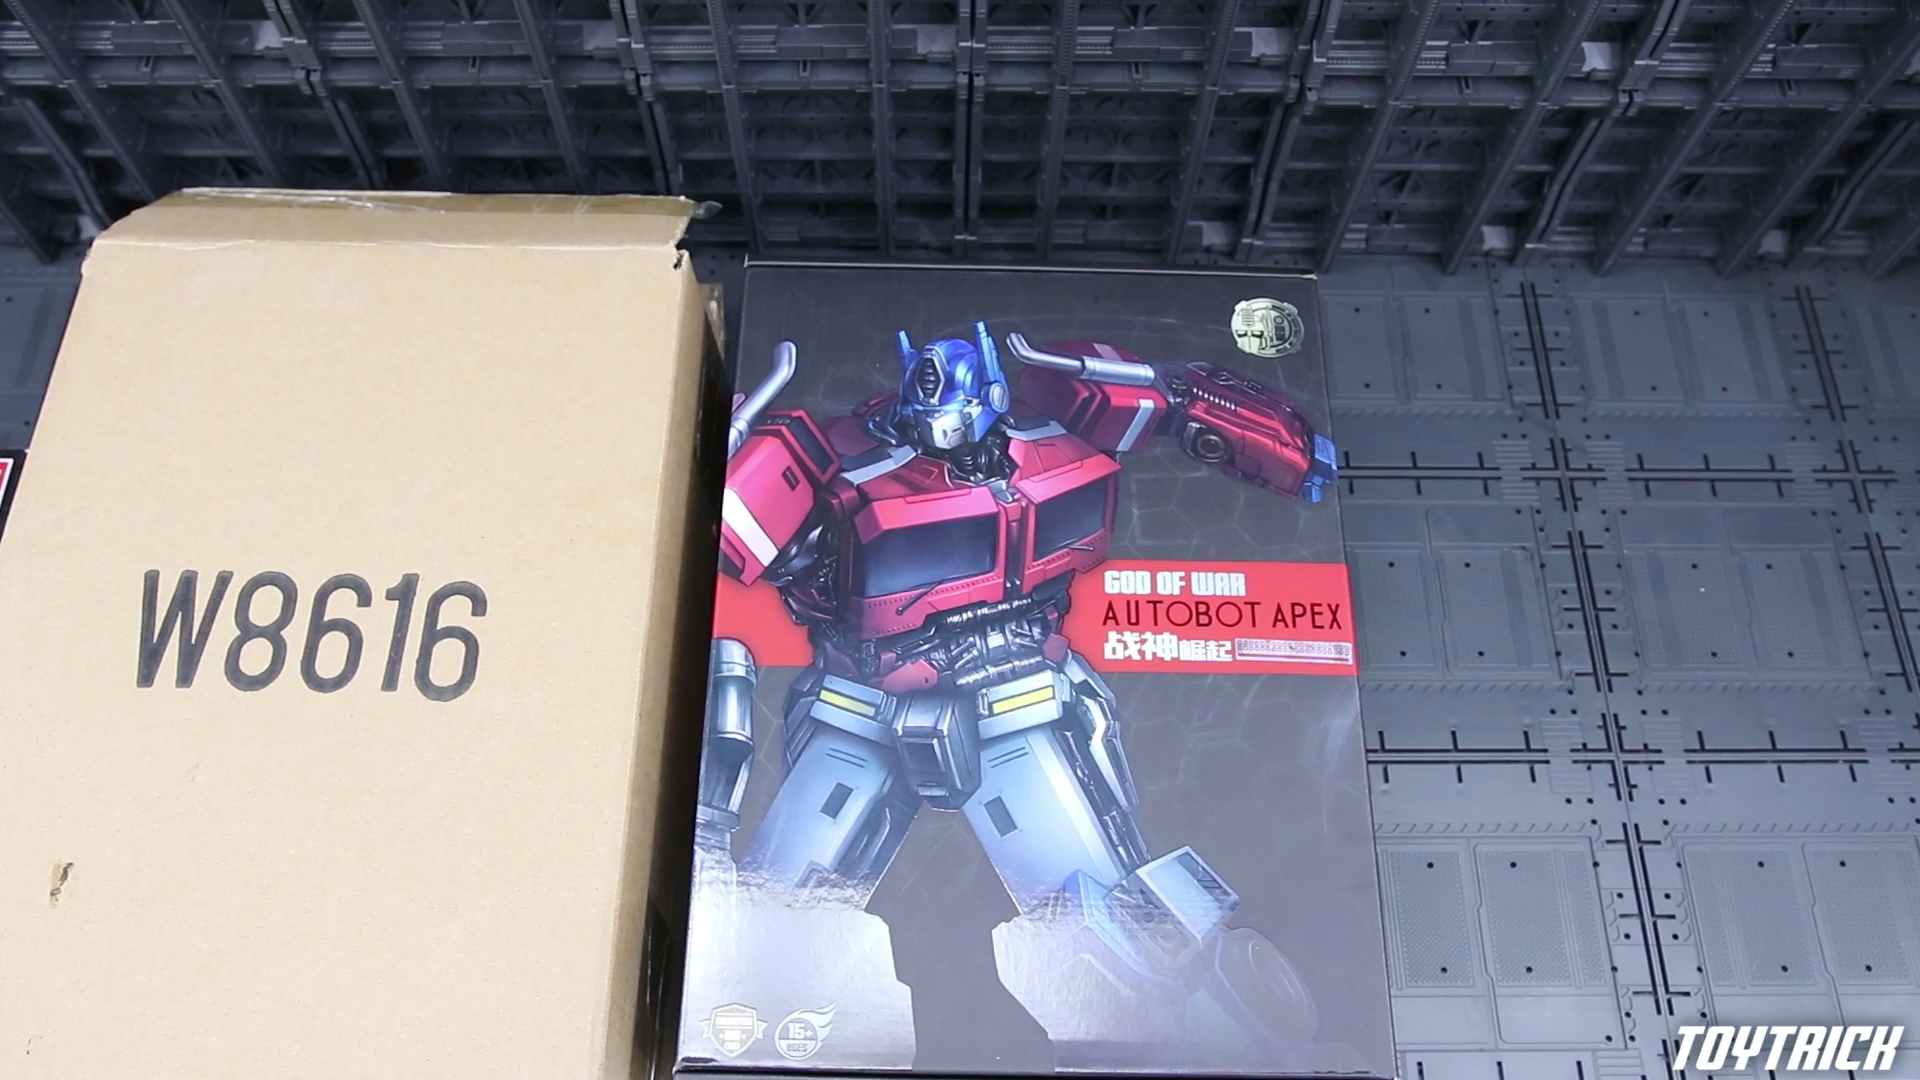 W8616
GOD OF WAR
AUTOBOT APEX
战神崛起
15+
TOYTRICK